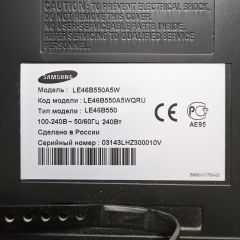 CAUTION: TO PREVENT ELECTRIC
SHOCK, DO NOT REMOVE COVER.
NO USER SERVICEABLE PARTS
INSIDE. REFER SERVICING TO
QUALIFIED SERVICE PERSONNEL.
SAMSUNG
Модель : LE46B550A5W
Код модели : LE46B550A5WQRU
Тип модели : LE46B550
100-240В ~ 50/60Гц 240Вт
Сделано в России
Серийный номер : 03143LHZ300010V
AE95